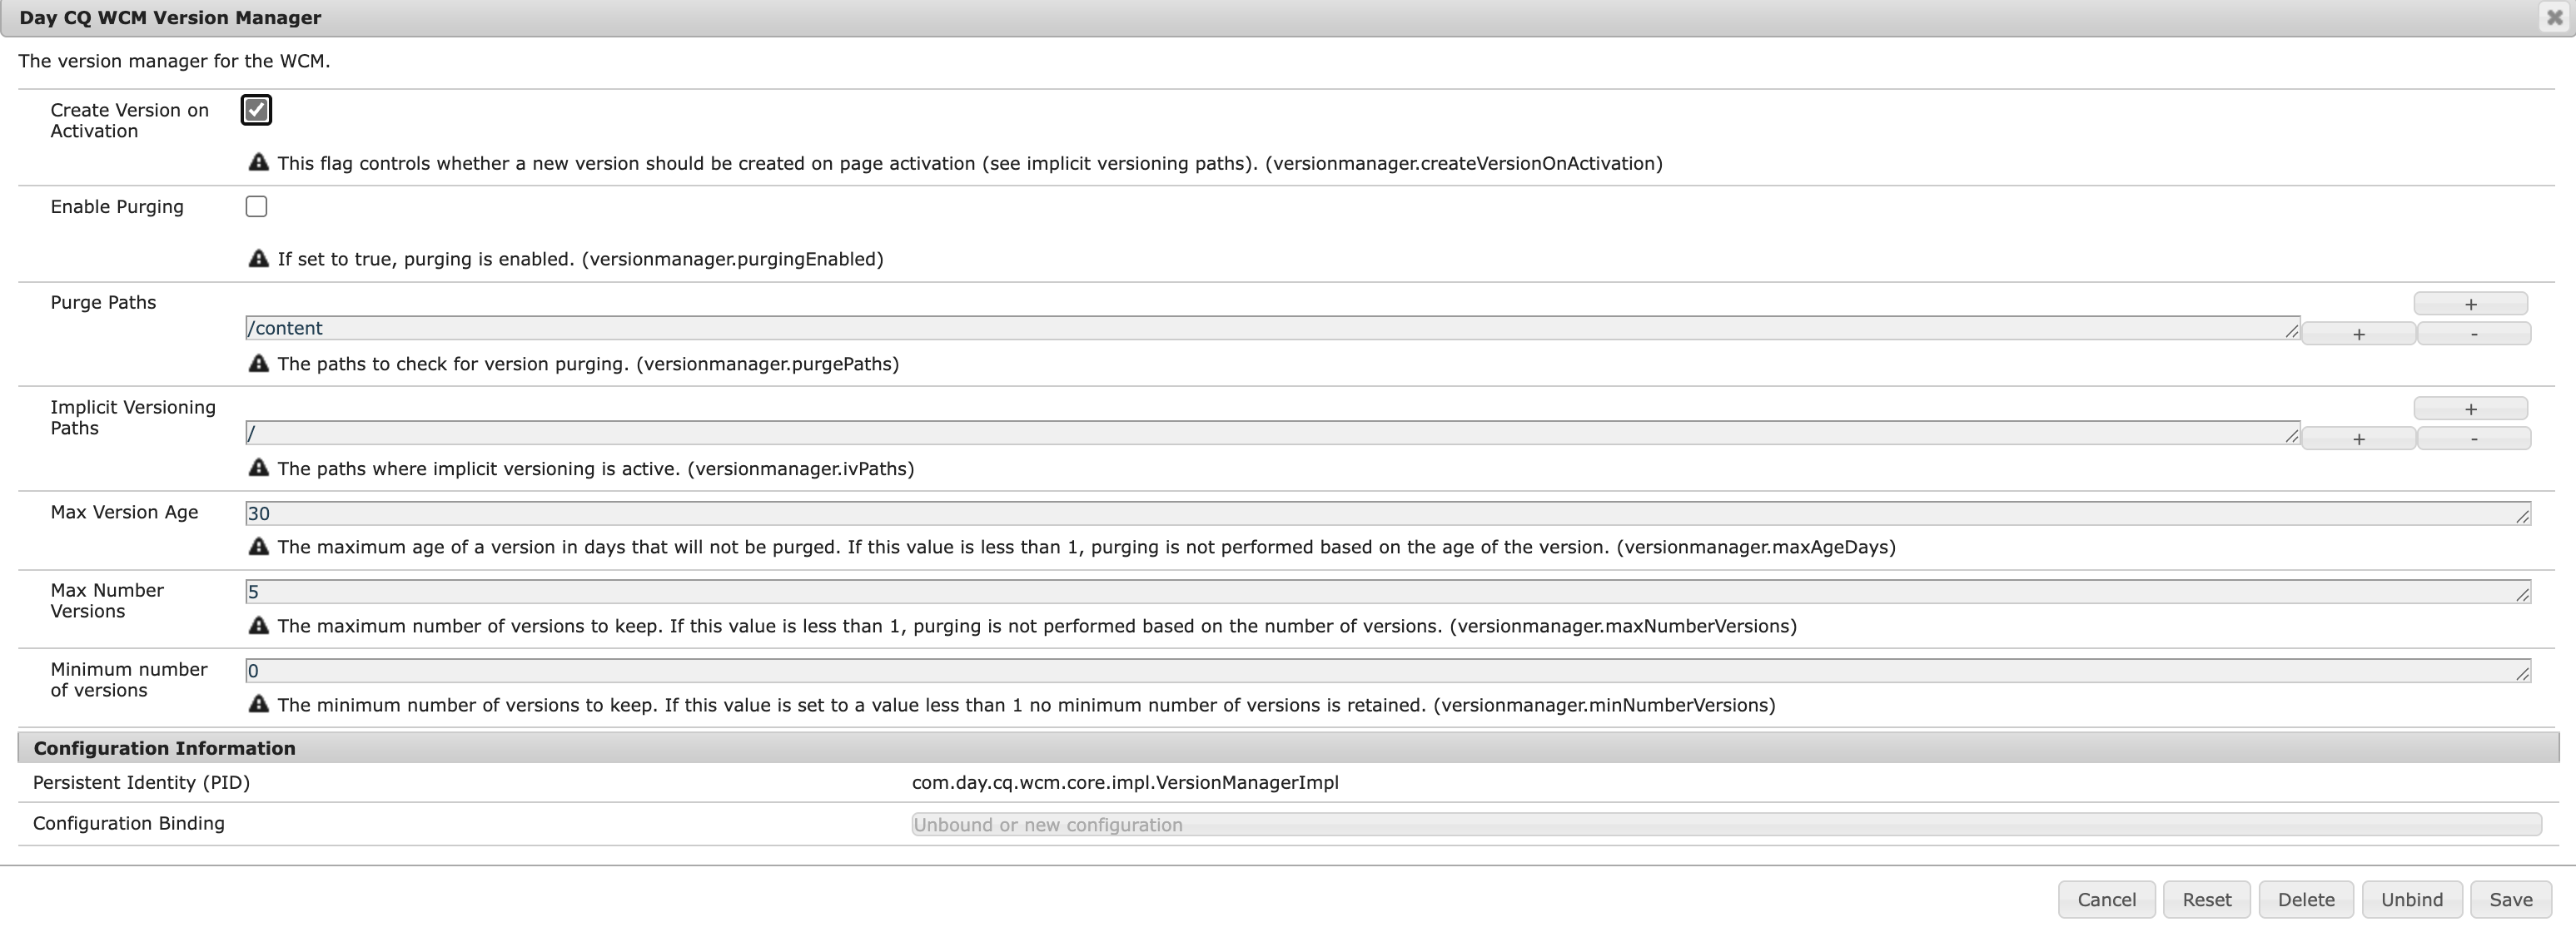 Day CQ WCM Version Manager
The version manager for the WCM.
Create Version on
Activation
This flag controls whether a new version should be created on page activation (see implicit versioning paths). (versionmanager.createVersionOnActivation)
Enable Purging
If set to true, purging is enabled. (versionmanager.purgingEnabled)
Purge Paths
+
/content
+ -
The paths to check for version purging. (versionmanager.purgePaths)
Implicit Versioning
Paths
+
/
+ -
The paths where implicit versioning is active. (versionmanager.ivPaths)
Max Version Age
30
The maximum age of a version in days that will not be purged. If this value is less than 1, purging is not performed based on the age of the version. (versionmanager.maxAgeDays)
Max Number
Versions
5
The maximum number of versions to keep. If this value is less than 1, purging is not performed based on the number of versions. (versionmanager.maxNumberVersions)
Minimum number
of versions
0
The minimum number of versions to keep. If this value is set to a value less than 1 no minimum number of versions is retained. (versionmanager.minNumberVersions)
Configuration Information
Persistent Identity (PID) com.day.cq.wcm.core.impl.VersionManagerImpl
Configuration Binding Unbound or new configuration
Cancel Reset Delete Unbind Save